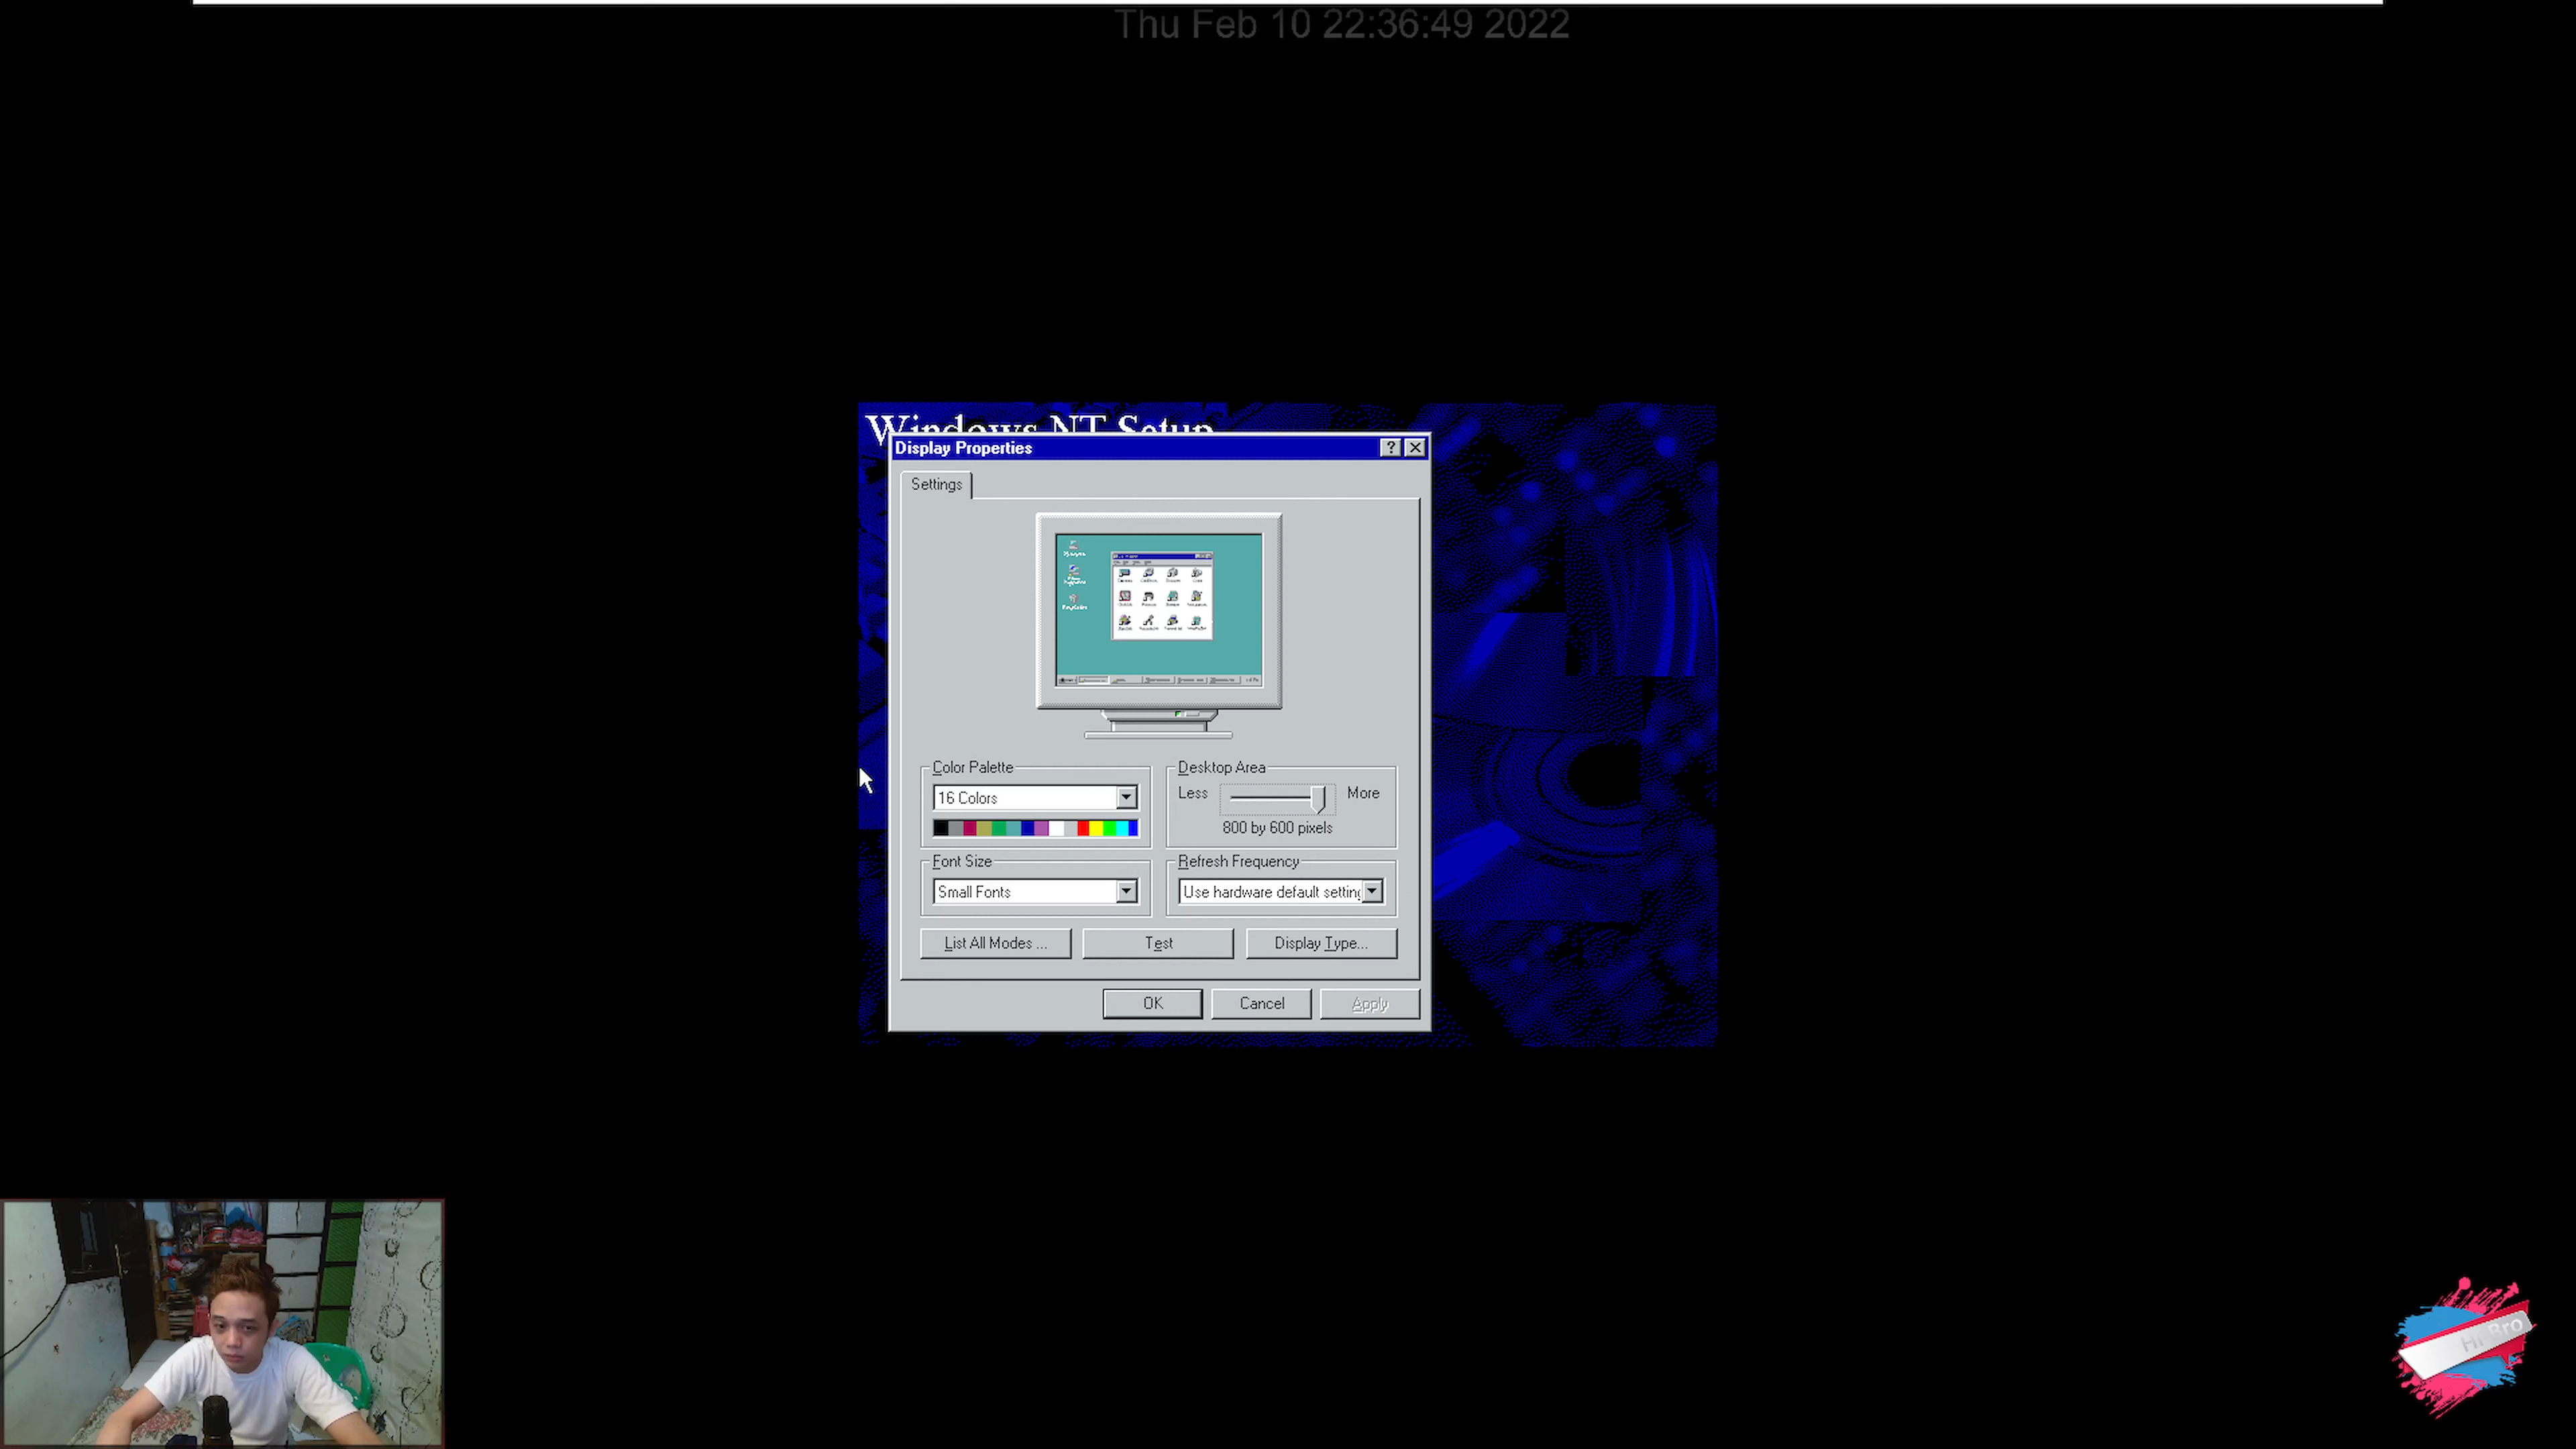 Thu Feb 10 22:36:49 2022
Windows NT Setup
Display Properties
Settings
Color Palette
16 Colors
Desktop Area
Less
More
800 by 600 pixels
Font Size
Small Fonts
Refresh Frequency
Use hardware default setting
List All Modes ...
Test
Display Type...
OK
Cancel
Apply
Hi Bro